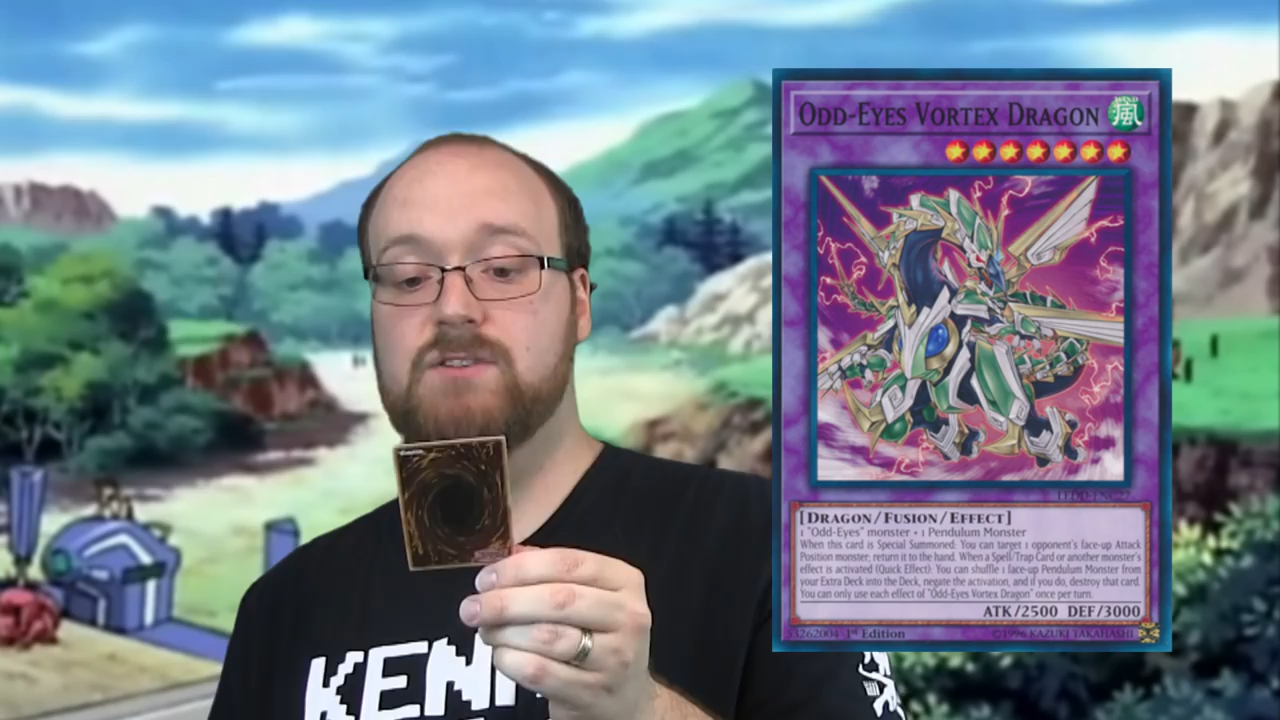 ODD-EYES VORTEX DRAGON
WIND
風
LEDD-EN027
[DRAGON/FUSION/EFFECT]
1 "Odd-Eyes" monster + 1 Pendulum Monster
When this card is Special Summoned: You can target 1 opponent's face-up Attack
Position monster; return it to the hand. When a Spell/Trap Card or another monster's
effect is activated (Quick Effect): You can shuffle 1 face-up Pendulum Monster from
your Extra Deck into the Deck, negate the activation, and if you do, destroy that card.
You can only use each effect of "Odd-Eyes Vortex Dragon" once per turn.
ATK/2500 DEF/3000
53262004 1st Edition ©1996 KAZUKI TAKAHASHI